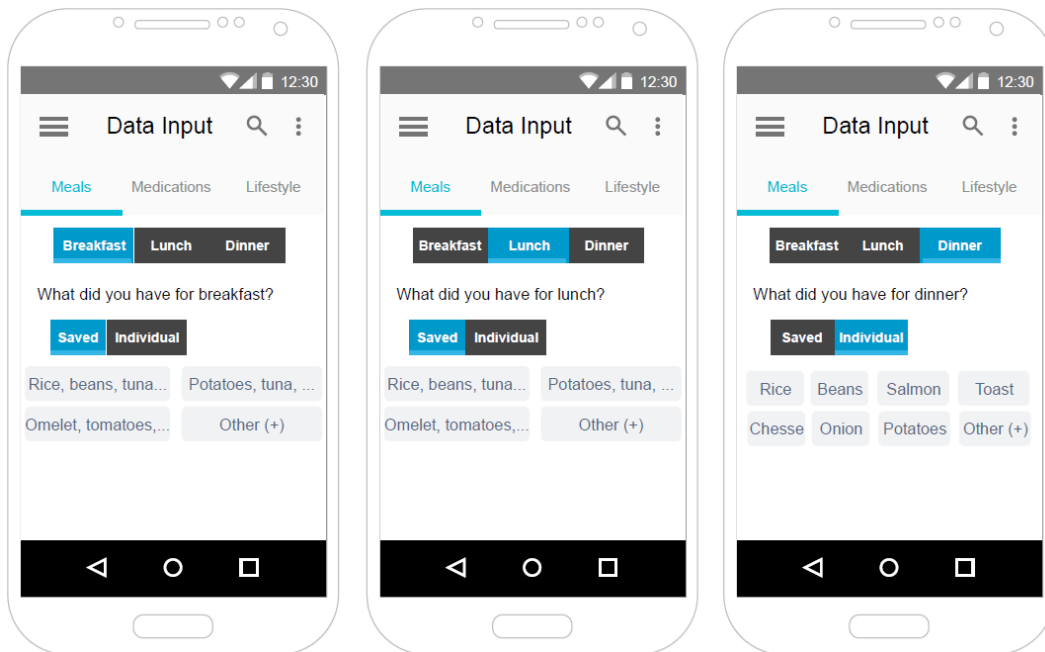 12:30
Data Input
Meals Medications Lifestyle
Breakfast Lunch Dinner
What did you have for breakfast?
Saved Individual
Rice, beans, tuna... Potatoes, tuna, ...
Omelet, tomatoes,... Other (+)
12:30
Data Input
Meals Medications Lifestyle
Breakfast Lunch Dinner
What did you have for lunch?
Saved Individual
Rice, beans, tuna... Potatoes, tuna, ...
Omelet, tomatoes,... Other (+)
12:30
Data Input
Meals Medications Lifestyle
Breakfast Lunch Dinner
What did you have for dinner?
Saved Individual
Rice Beans Salmon Toast
Chesse Onion Potatoes Other (+)